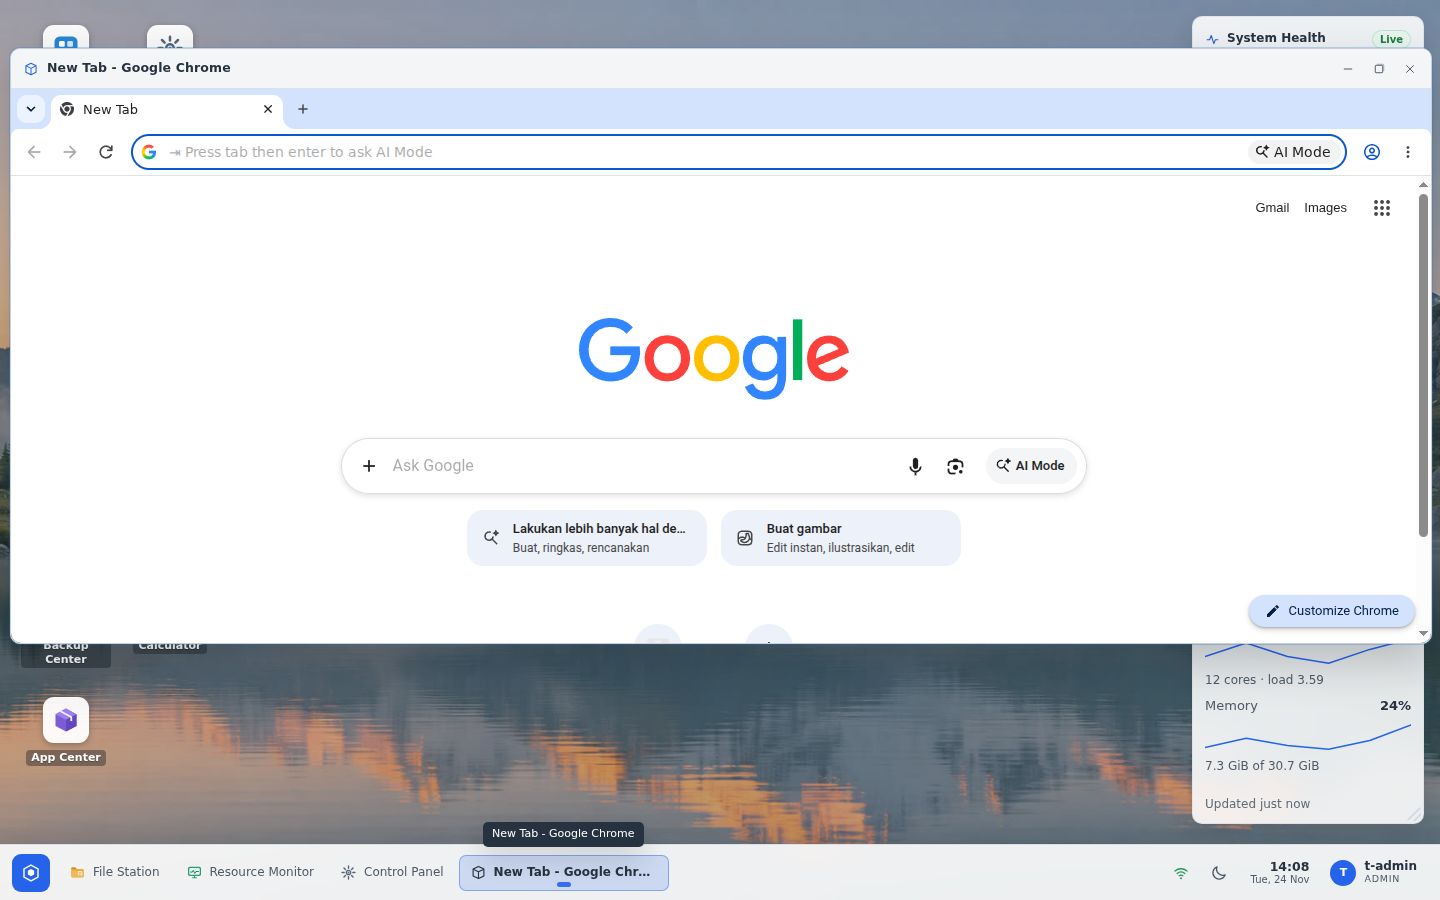 System Health
Live
New Tab - Google Chrome
New Tab
⇥ Press tab then enter to ask AI Mode
AI Mode
Gmail
Images
Google
Ask Google
AI Mode
Lakukan lebih banyak hal de…
Buat, ringkas, rencanakan
Buat gambar
Edit instan, ilustrasikan, edit
Customize Chrome
Backup
Center
Calculator
12 cores · load 3.59
Memory
24%
7.3 GiB of 30.7 GiB
Updated just now
App Center
New Tab - Google Chrome
File Station
Resource Monitor
Control Panel
New Tab - Google Chr...
14:08
Tue, 24 Nov
T
t-admin
ADMIN